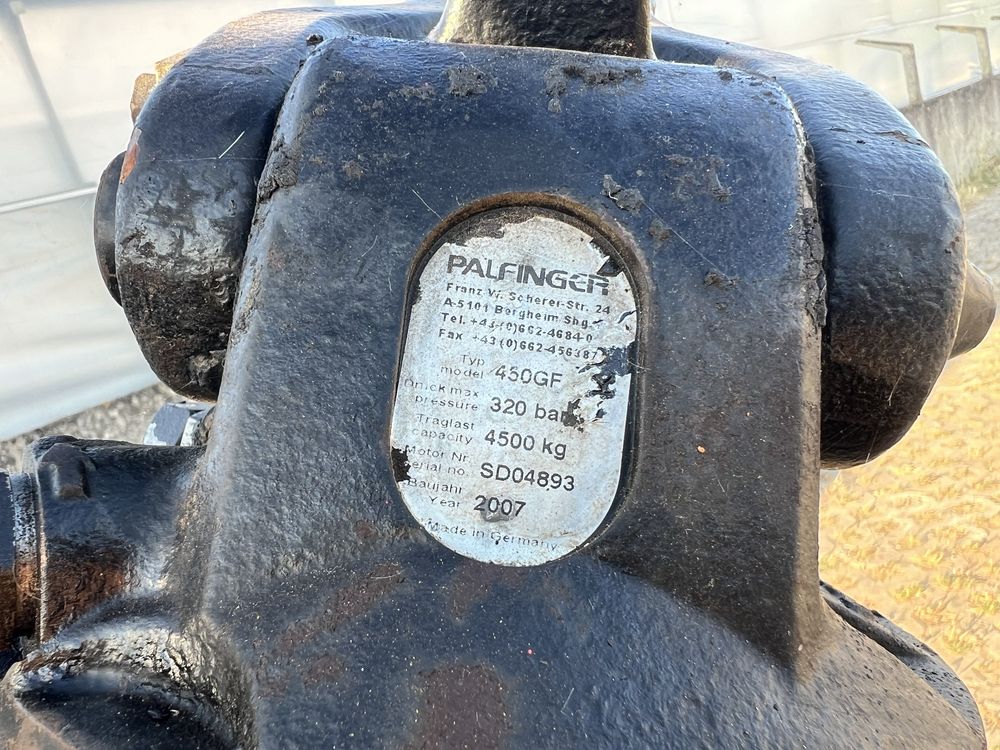 PALFINGER
Franz W. Scherer-Str. 24
A-5101 Bergheim Sbg.
Tel. +43(0)662-4684-0
Fax +43(0)662-456387
Typ
model 450GF
Druck max
pressure 320 bar
Traglast
capacity 4500 kg
Motor Nr.
serial no. SD04893
Baujahr
Year 2007
Made in Germany